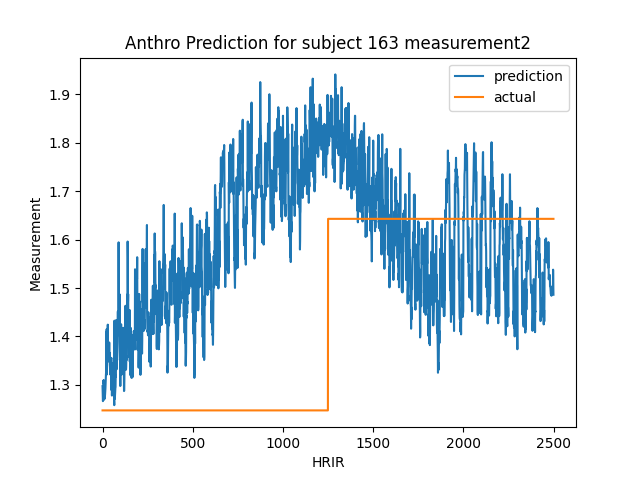 Anthro Prediction for subject 163 measurement2
prediction
actual
Measurement
1.9
1.8
1.7
1.6
1.5
1.4
1.3
0
500
1000
1500
2000
2500
HRIR